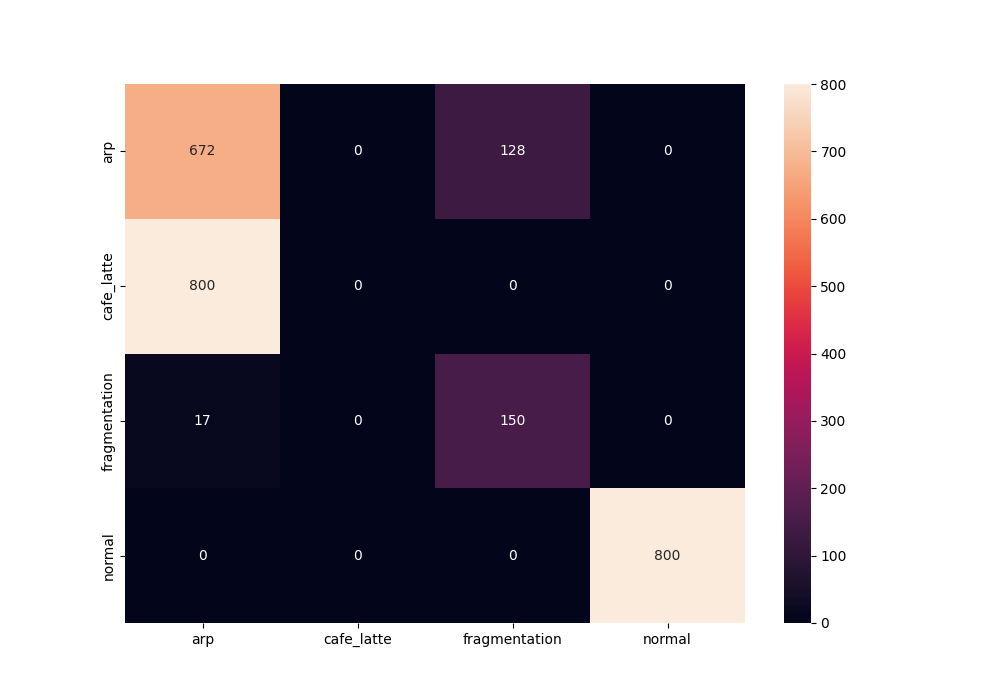 arp 672 0 128 0
cafe_latte 800 0 0 0
fragmentation 17 0 150 0
normal 0 0 0 800
arp cafe_latte fragmentation normal
800
700
600
500
400
300
200
100
0